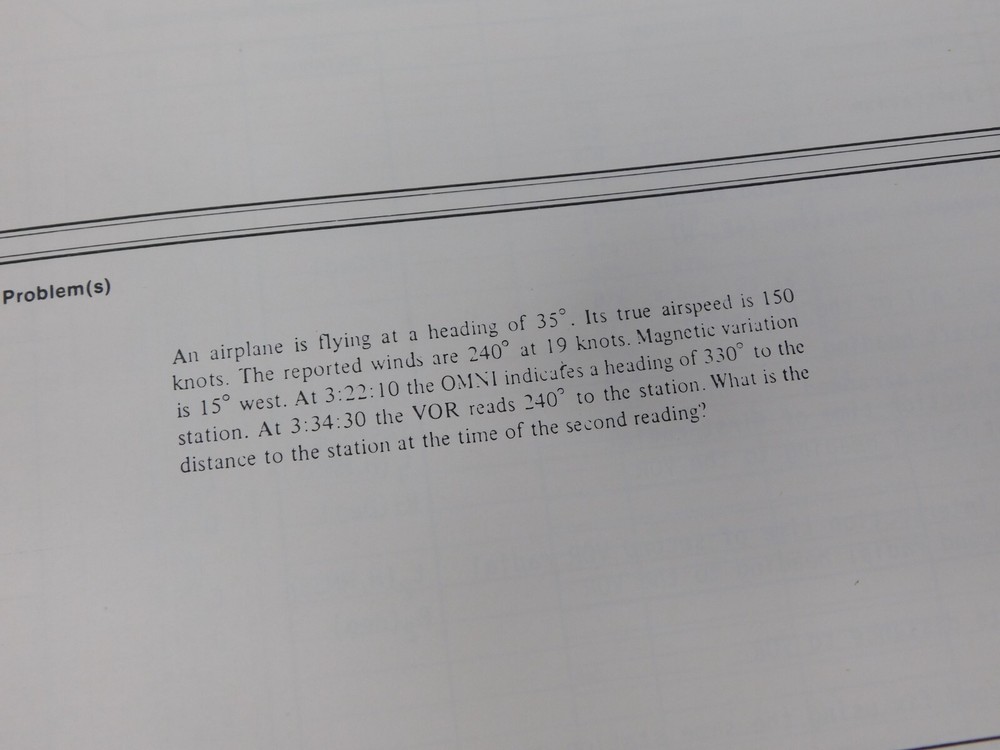 Problem(s)
An airplane is flying at a heading of 35°. Its true airspeed is 150
knots. The reported winds are 240° at 19 knots. Magnetic variation
is 15° west. At 3:22:10 the OMNI indicates a heading of 330° to the
station. At 3:34:30 the VOR reads 240° to the station. What is the
distance to the station at the time of the second reading?